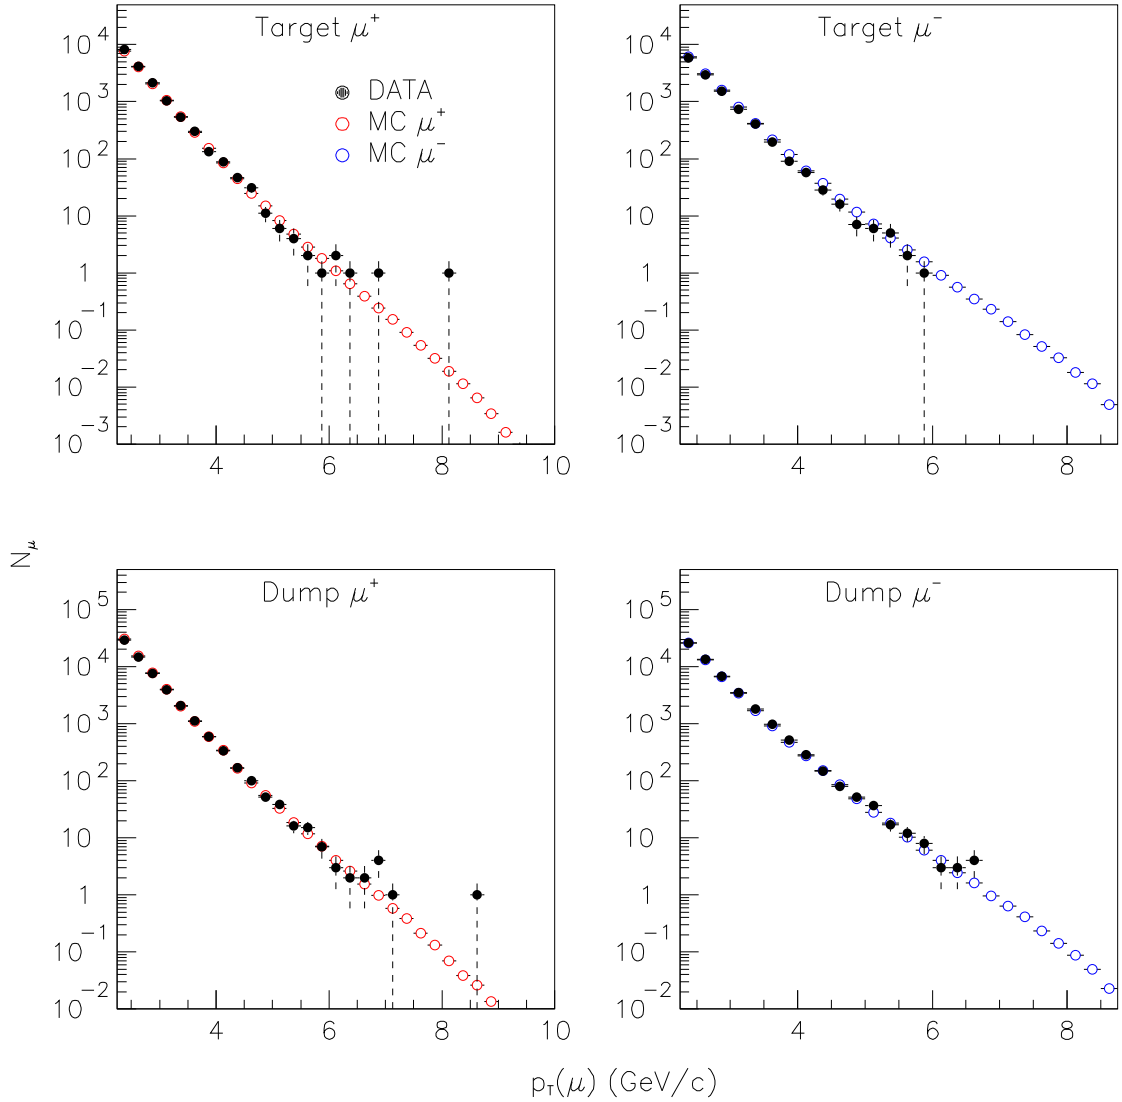 Target μ⁺
DATA
MC μ⁺
MC μ⁻
10⁴
10³
10²
10
1
10⁻¹
10⁻²
10⁻³
4 6 8 10
Target μ⁻
10⁴
10³
10²
10
1
10⁻¹
10⁻²
10⁻³
4 6 8
N_μ
Dump μ⁺
10⁵
10⁴
10³
10²
10
1
10⁻¹
10⁻²
4 6 8 10
Dump μ⁻
10⁵
10⁴
10³
10²
10
1
10⁻¹
10⁻²
4 6 8
p_T(μ) (GeV/c)